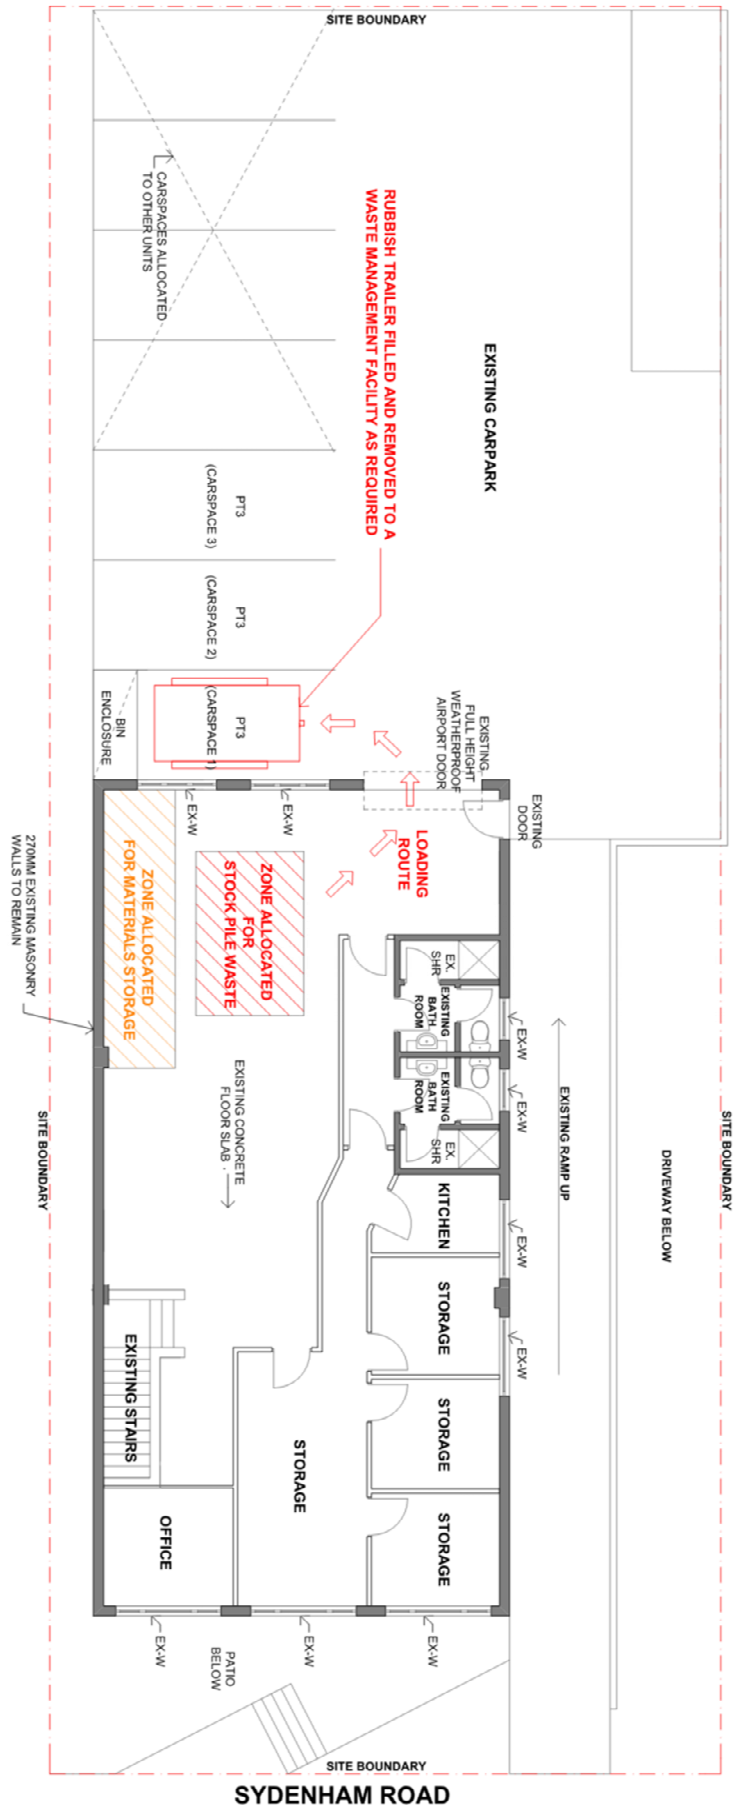 SITE BOUNDARY
CARSPACES ALLOCATED
TO OTHER UNITS
RUBBISH TRAILER FILLED AND REMOVED TO A
WASTE MANAGEMENT FACILITY AS REQUIRED
EXISTING CARPARK
PT3
(CARSPACE 3)
PT3
(CARSPACE 2)
PT3
(CARSPACE 1)
BIN
ENCLOSURE
EXISTING
FULL HEIGHT
WEATHERPROOF
AIRPORT DOOR
EXISTING
DOOR
EX-W
EX-W
LOADING
ROUTE
ZONE ALLOCATED
FOR MATERIALS STORAGE
ZONE ALLOCATED
FOR
STOCK PILE WASTE
270MM EXISTING MASONRY
WALLS TO REMAIN
EX.
SHR
EXISTING
BATH
ROOM
EXISTING
BATH
ROOM
EX.
SHR
EX-W
EX-W
EXISTING CONCRETE
FLOOR SLAB
EXISTING RAMP UP
DRIVEWAY BELOW
SITE BOUNDARY
SITE BOUNDARY
KITCHEN
EX-W
STORAGE
EX-W
EXISTING STAIRS
STORAGE
STORAGE
OFFICE
STORAGE
EX-W
EX-W
EX-W
PATIO
BELOW
SITE BOUNDARY
SYDENHAM ROAD